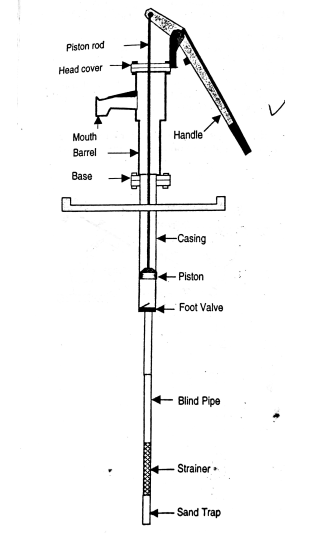 Piston rod
Head cover
Mouth
Handle
Barrel
Base
Casing
Piston
Foot Valve
Blind Pipe
Strainer
Sand Trap